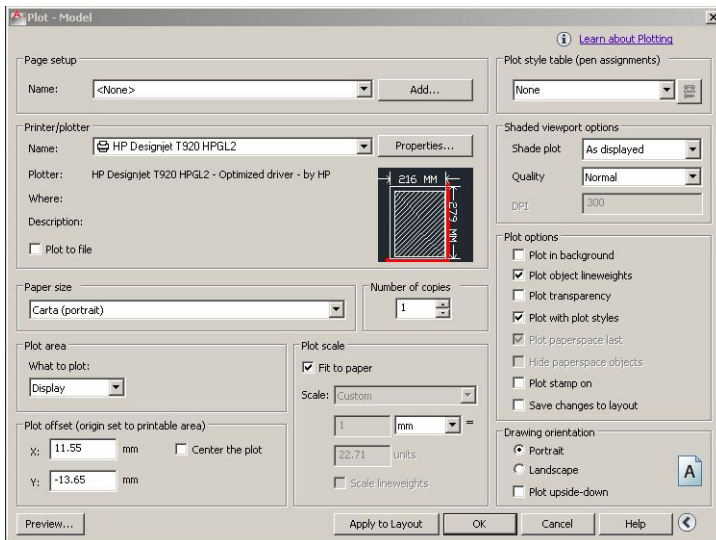 Plot - Model
Learn about Plotting
Page setup
Name: <None> Add...
Plot style table (pen assignments)
None
Printer/plotter
Name: HP Designjet T920 HPGL2 Properties...
Plotter: HP Designjet T920 HPGL2 - Optimized driver - by HP
Where:
Description:
Plot to file
216 MM
279 MM
Shaded viewport options
Shade plot As displayed
Quality Normal
DPI 300
Paper size
Carta (portrait)
Number of copies
1
Plot options
Plot in background
Plot object lineweights
Plot transparency
Plot with plot styles
Plot paperspace last
Hide paperspace objects
Plot stamp on
Save changes to layout
Plot area
What to plot:
Display
Plot scale
Fit to paper
Scale: Custom
1 mm =
22.71 units
Scale lineweights
Plot offset (origin set to printable area)
X: 11.55 mm Center the plot
Y: -13.65 mm
Drawing orientation
Portrait
Landscape
Plot upside-down
A
Preview... Apply to Layout OK Cancel Help